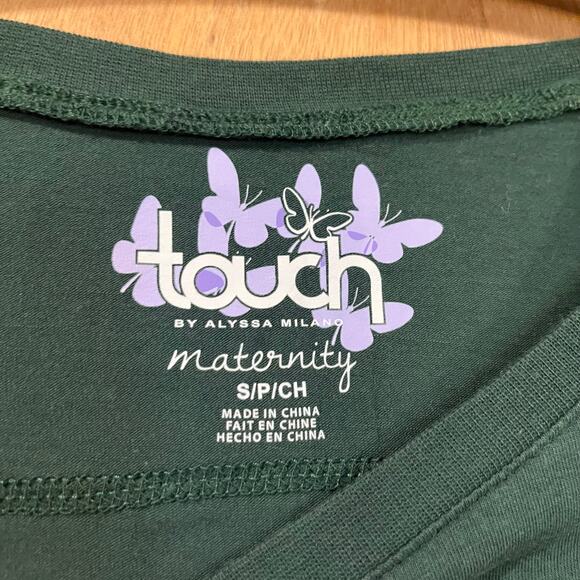 touch
BY ALYSSA MILANO
maternity
S/P/CH
MADE IN CHINA
FAIT EN CHINE
HECHO EN CHINA